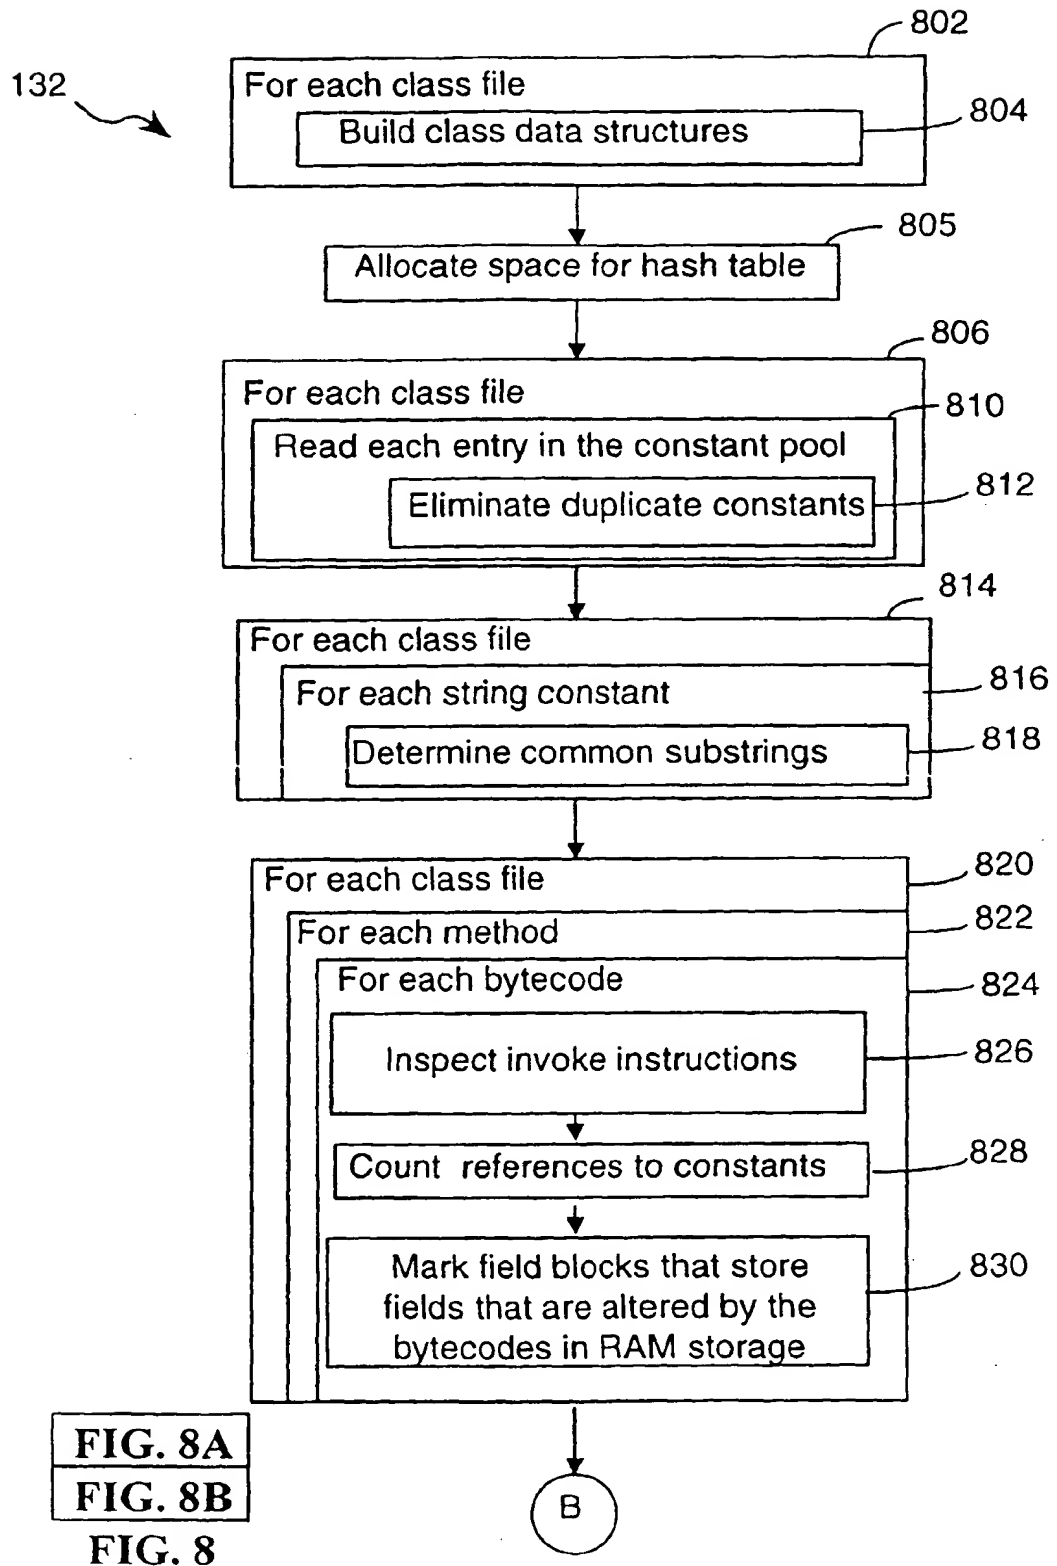 802
132
For each class file
804
Build class data structures
805
Allocate space for hash table
806
For each class file
810
Read each entry in the constant pool
812
Eliminate duplicate constants
814
For each class file
816
For each string constant
818
Determine common substrings
820
For each class file
822
For each method
824
For each bytecode
826
Inspect invoke instructions
828
Count references to constants
830
Mark field blocks that store
fields that are altered by the
bytecodes in RAM storage
FIG. 8A
FIG. 8B
FIG. 8
B